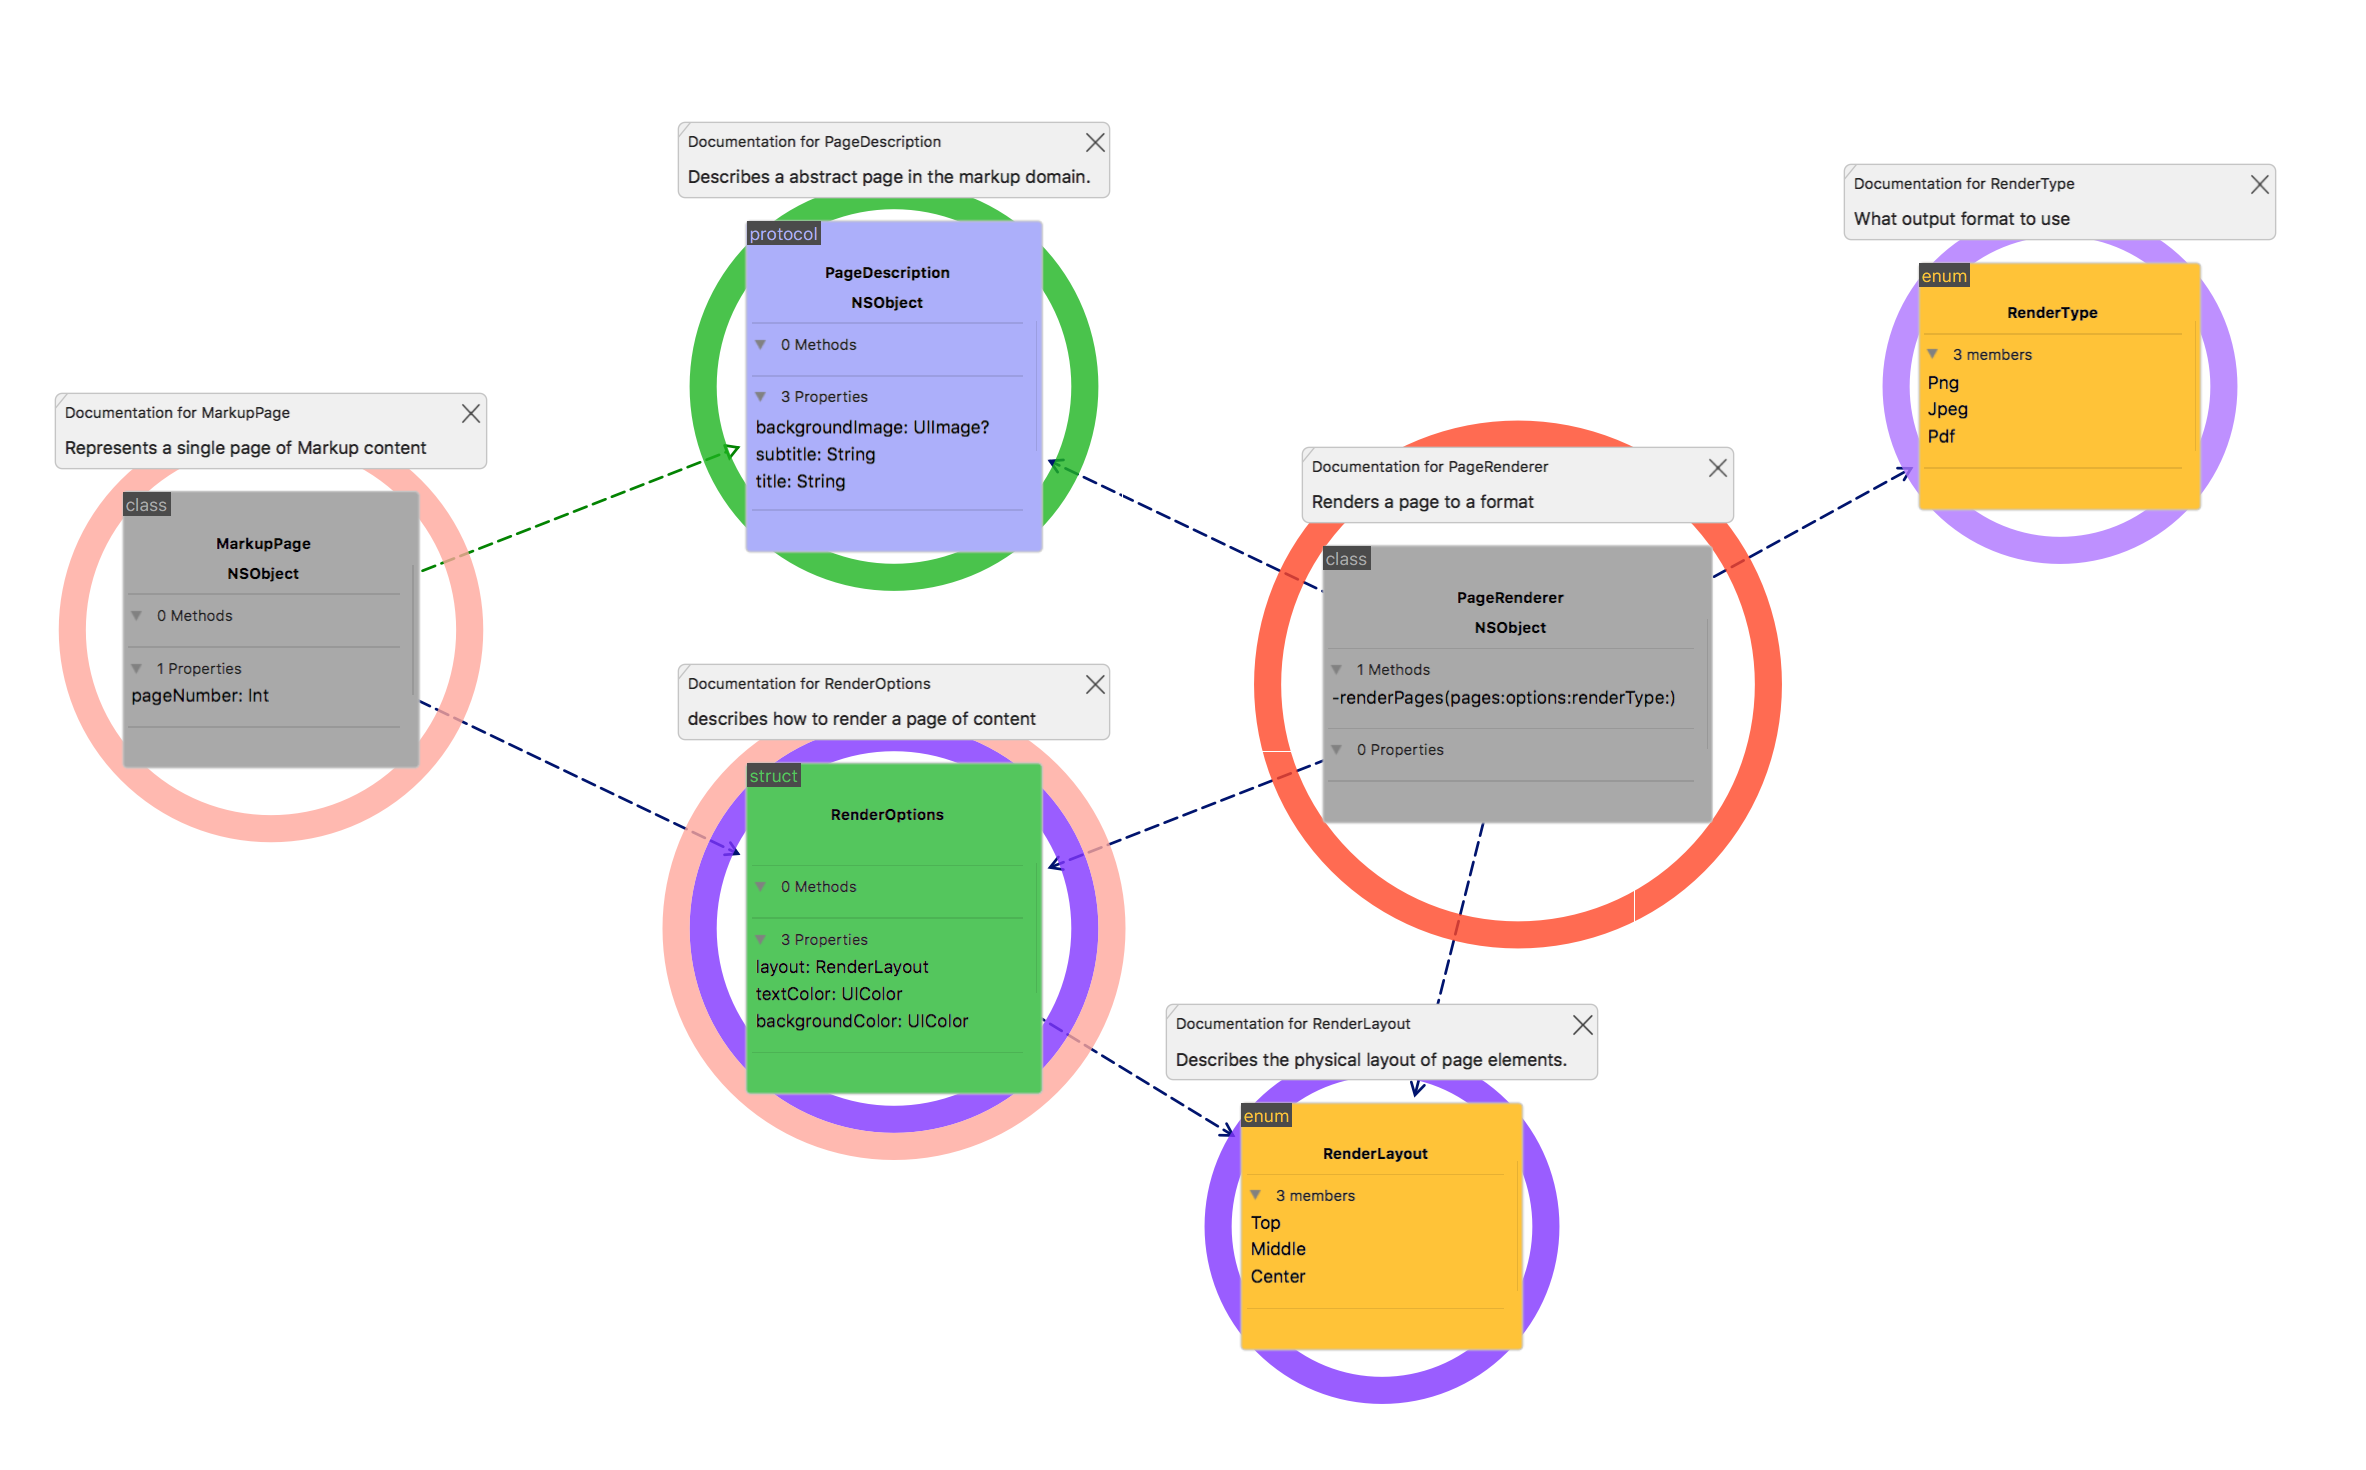 Documentation for PageDescription
Describes a abstract page in the markup domain.
protocol
PageDescription
NSObject
0 Methods
3 Properties
backgroundImage: UIImage?
subtitle: String
title: String
Documentation for RenderType
What output format to use
enum
RenderType
3 members
Png
Jpeg
Pdf
Documentation for MarkupPage
Represents a single page of Markup content
class
MarkupPage
NSObject
0 Methods
1 Properties
pageNumber: Int
Documentation for PageRenderer
Renders a page to a format
class
PageRenderer
NSObject
1 Methods
-renderPages(pages:options:renderType:)
0 Properties
Documentation for RenderOptions
describes how to render a page of content
struct
RenderOptions
0 Methods
3 Properties
layout: RenderLayout
textColor: UIColor
backgroundColor: UIColor
Documentation for RenderLayout
Describes the physical layout of page elements.
enum
RenderLayout
3 members
Top
Middle
Center